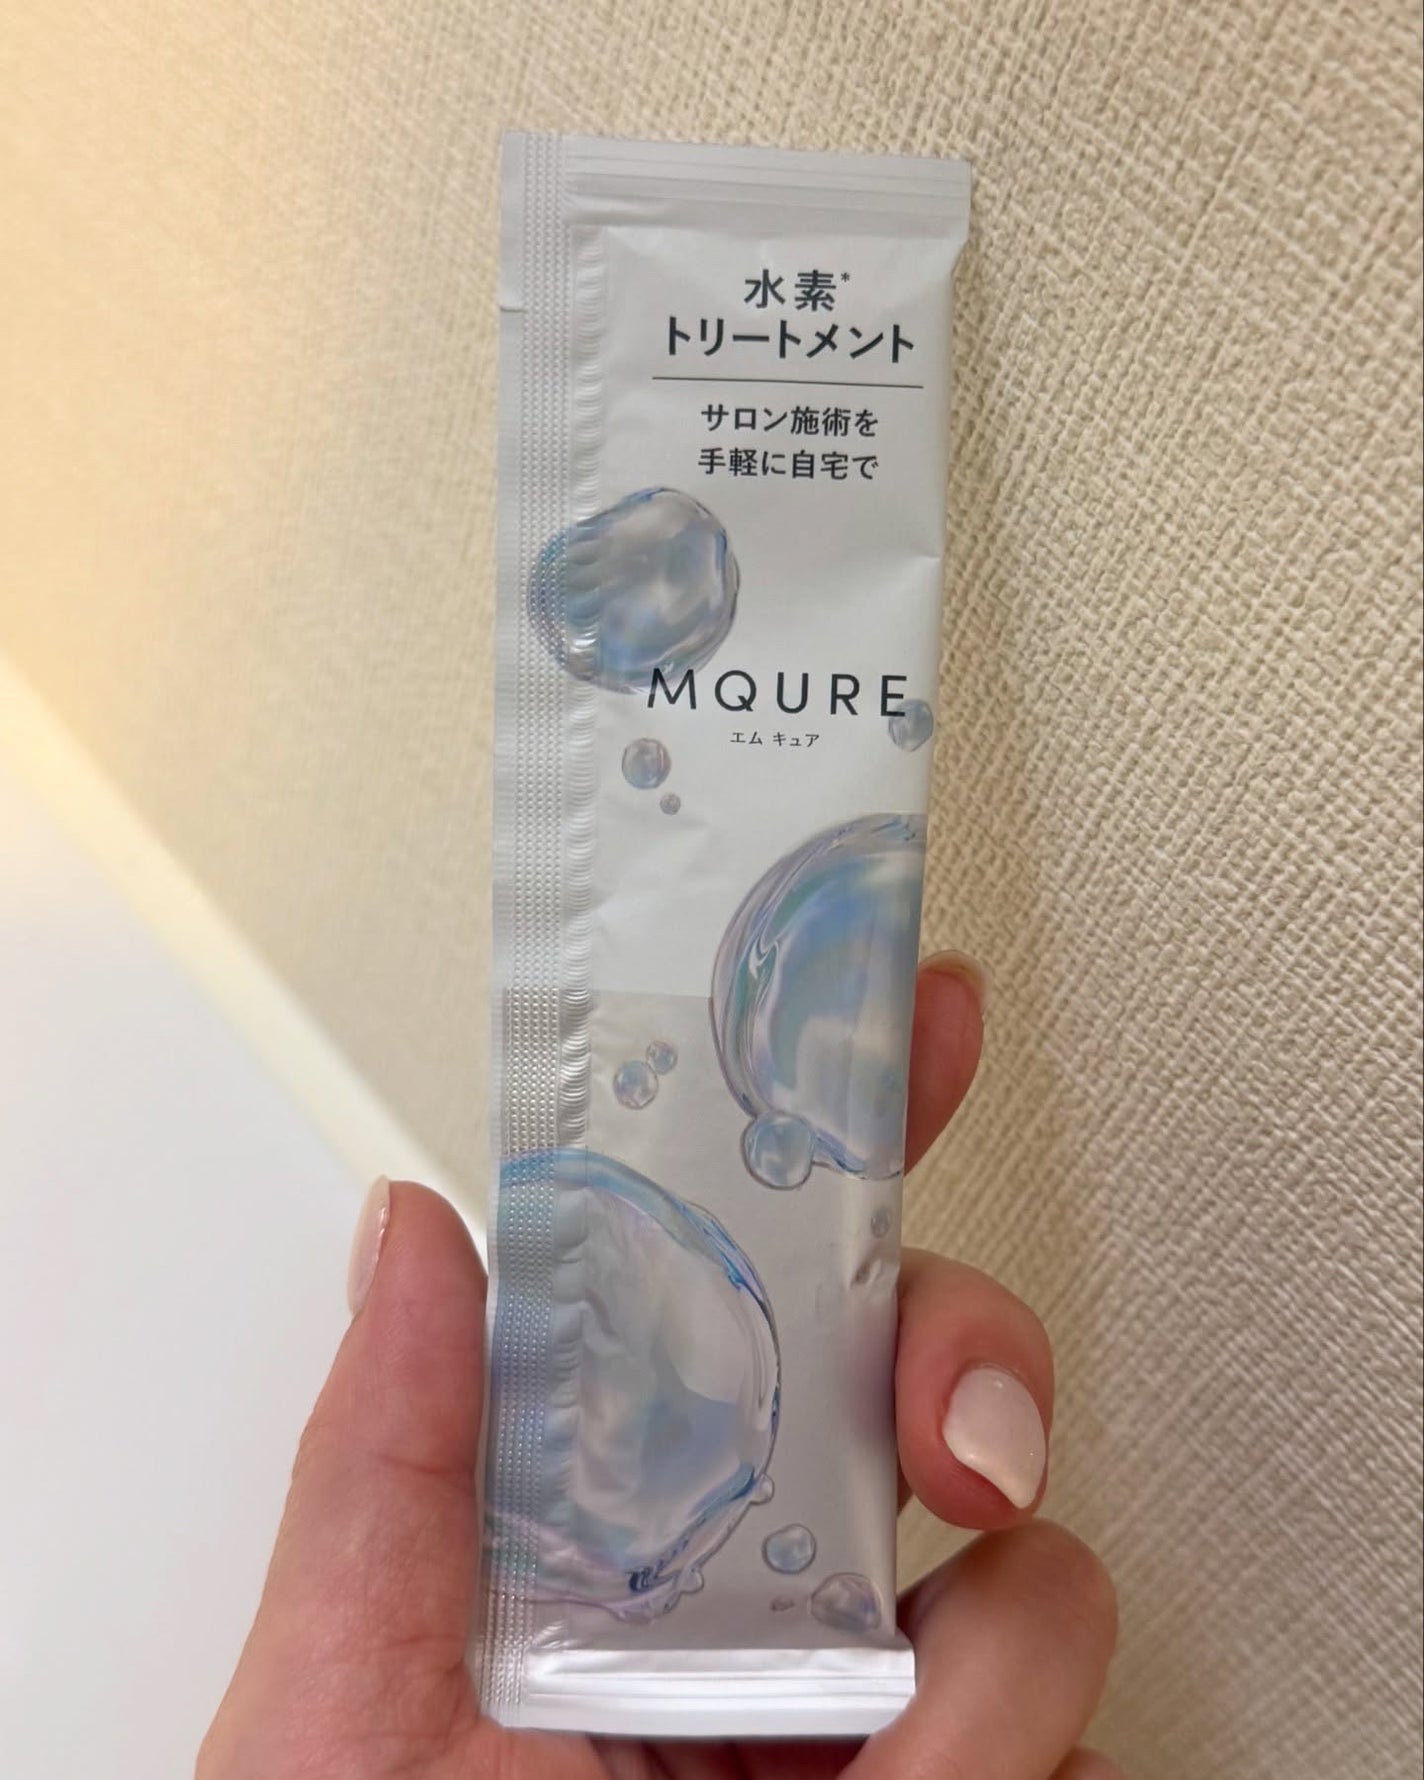 水素*
トリートメント
サロン施術を
手軽に自宅で
MQURE
エム キュア